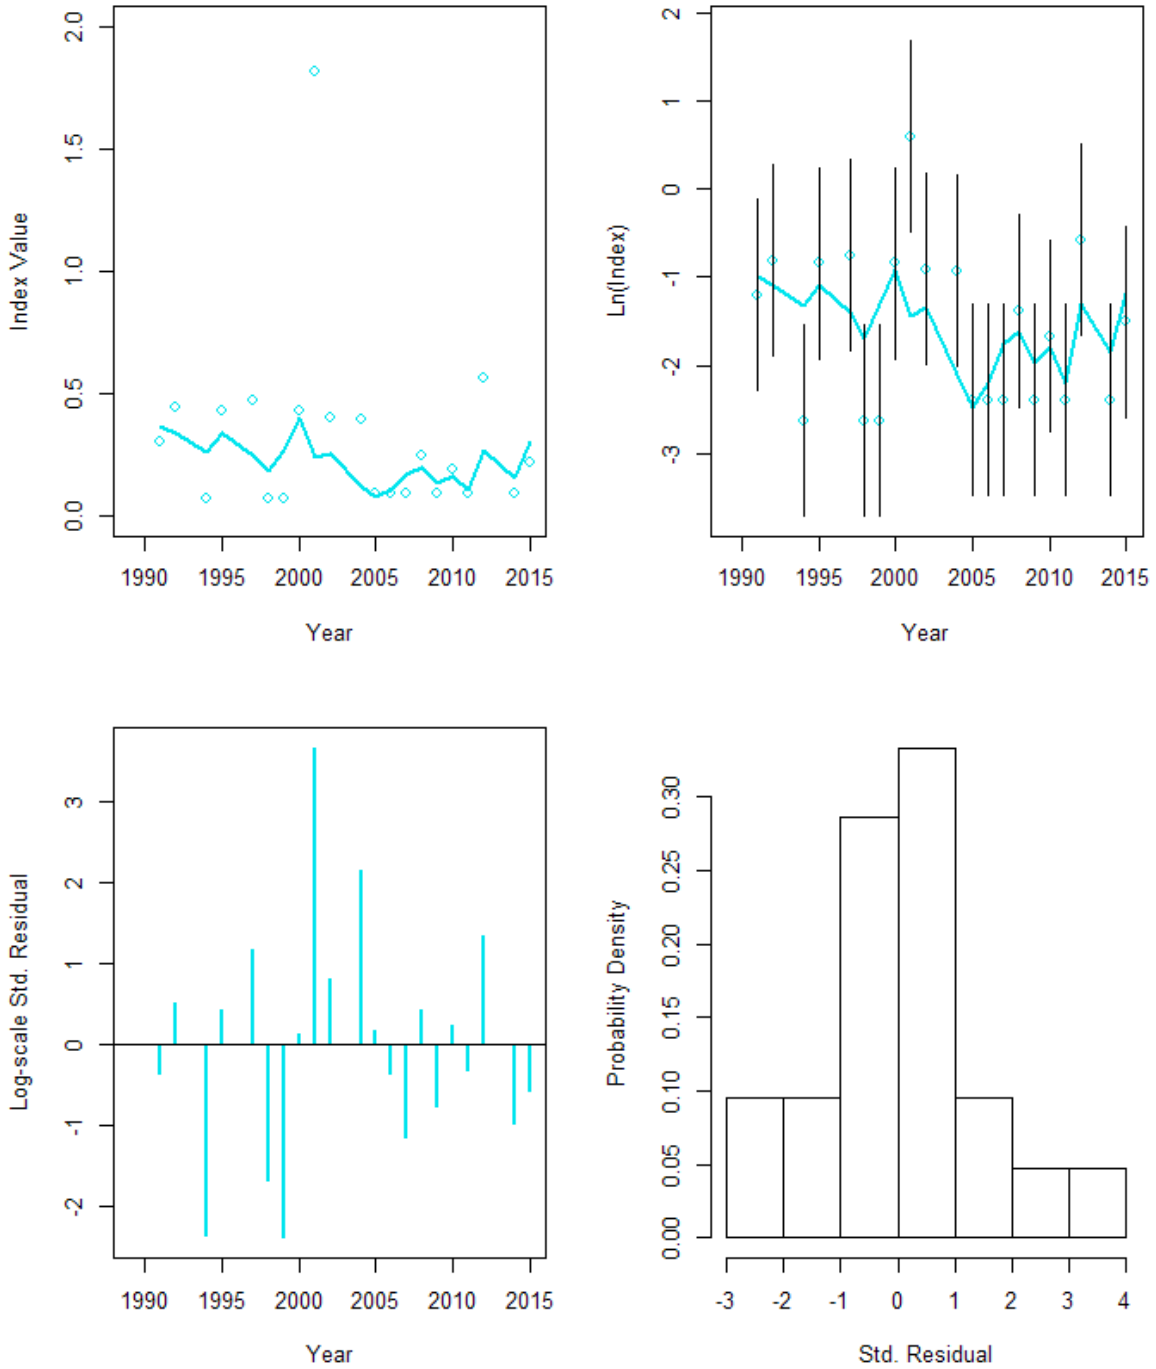 Index Value
2.0
1.5
1.0
0.5
0.0
1990 1995 2000 2005 2010 2015
Year
Ln(Index)
2
1
0
-1
-2
-3
1990 1995 2000 2005 2010 2015
Year
Log-scale Std. Residual
3
2
1
0
-1
-2
1990 1995 2000 2005 2010 2015
Year
Probability Density
0.30
0.25
0.20
0.15
0.10
0.05
0.00
-3 -2 -1 0 1 2 3 4
Std. Residual